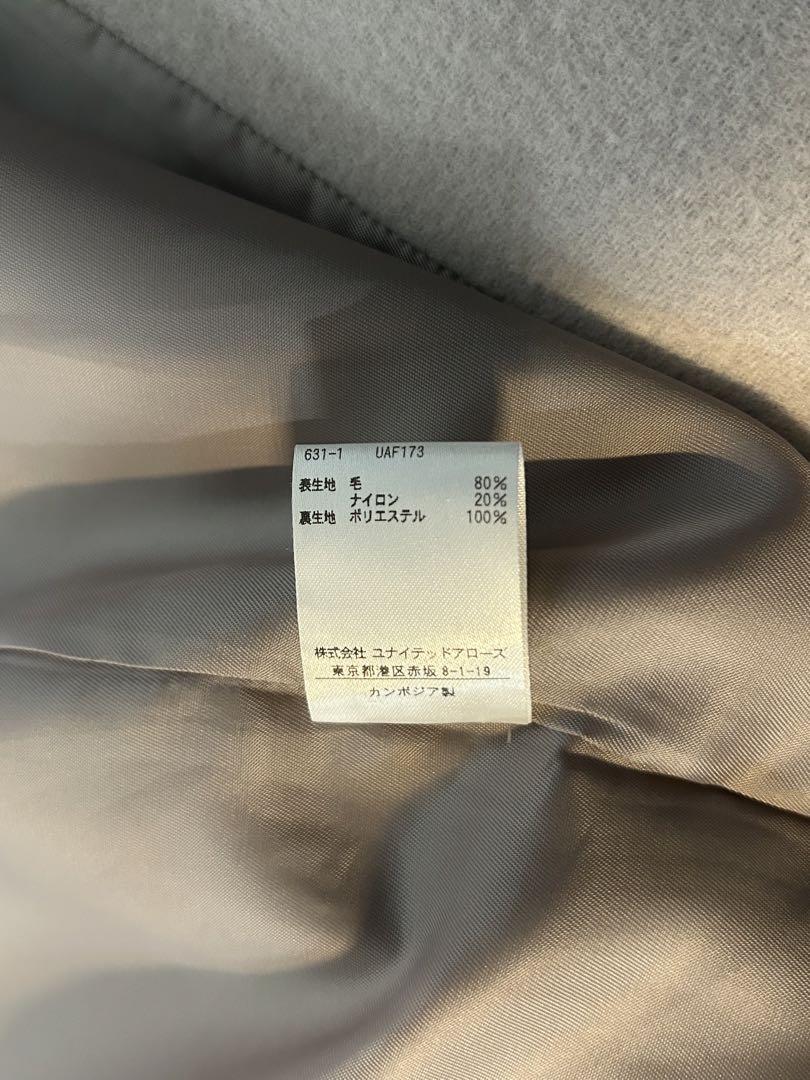 631-1 UAF173
表生地 毛 80%
ナイロン 20%
裏生地 ポリエステル 100%
株式会社 ユナイテッドアローズ
東京都港区赤坂 8-1-19
カンボジア製